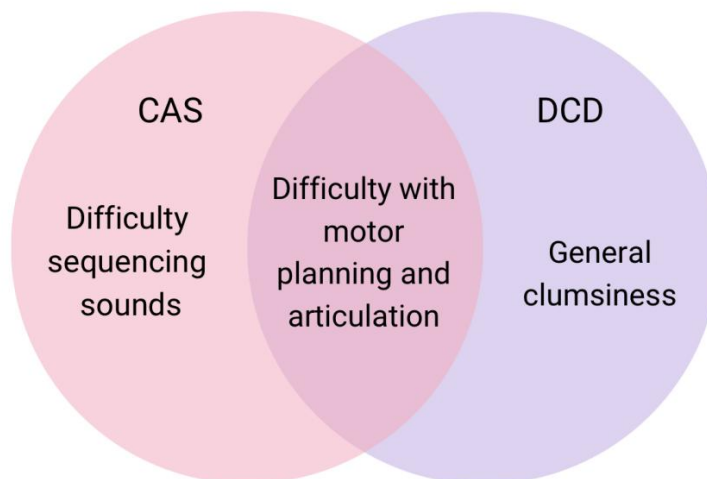 CAS
DCD
Difficulty
sequencing
sounds
Difficulty with
motor
planning and
articulation
General
clumsiness